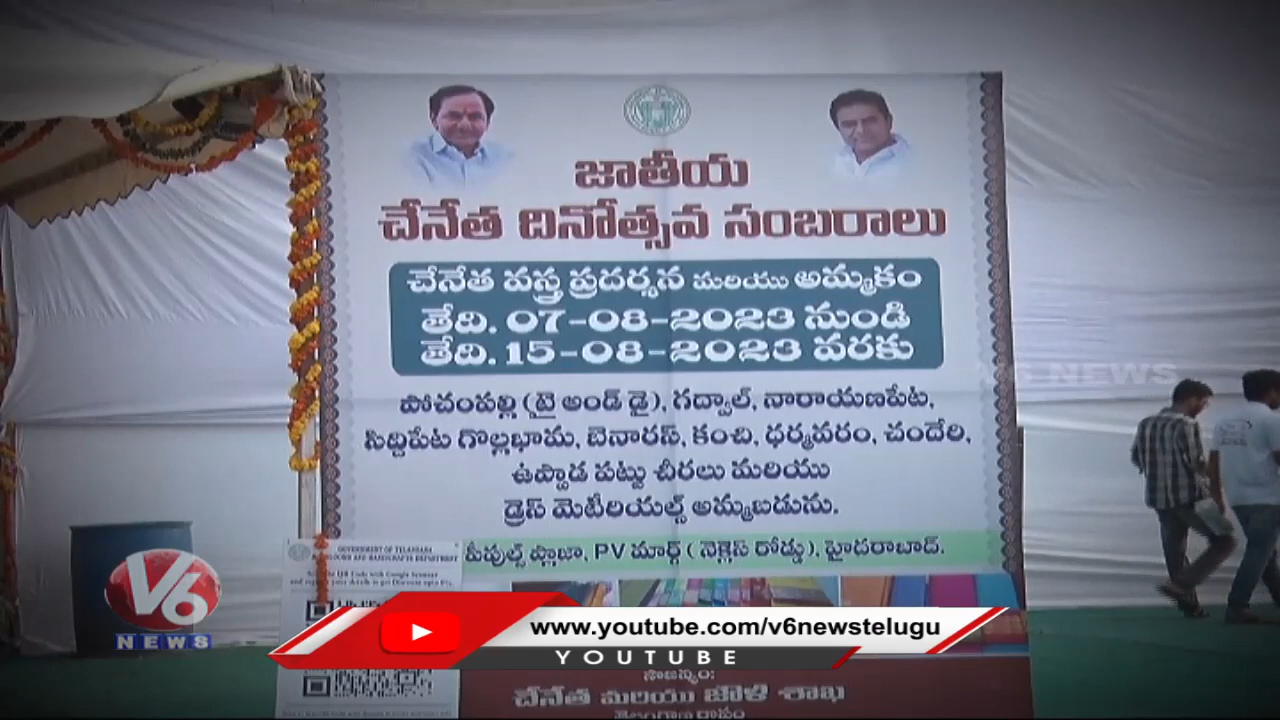 జాతీయ
చేనేత దినోత్సవ సంబరాలు
చేనేత వస్త్ర ప్రదర్శన మరియు అమ్మకం
తేది. 07-08-2023 నుండి
తేది. 15-08-2023 వరకు
పోచంపల్లి (టై అండ్ డై), గద్వాల్, నారాయణపేట,
సిద్దిపేట గొల్లభామ, బెనారస్, కంచి, ధర్మవరం, చందేరి,
ఉప్పాడ పట్టు చీరలు మరియు
డ్రెస్ మెటీరియల్స్ అమ్మబడును.
పీపుల్స్ ప్లాజా, PV మార్గ్ ( నెక్లెస్ రోడ్డు ), హైదరాబాద్.
GOVERNMENT OF TELANGANA
V6 NEWS
V6
NEWS
www.youtube.com/v6newstelugu
YOUTUBE
చేనేత మరియు జౌళి శాఖ